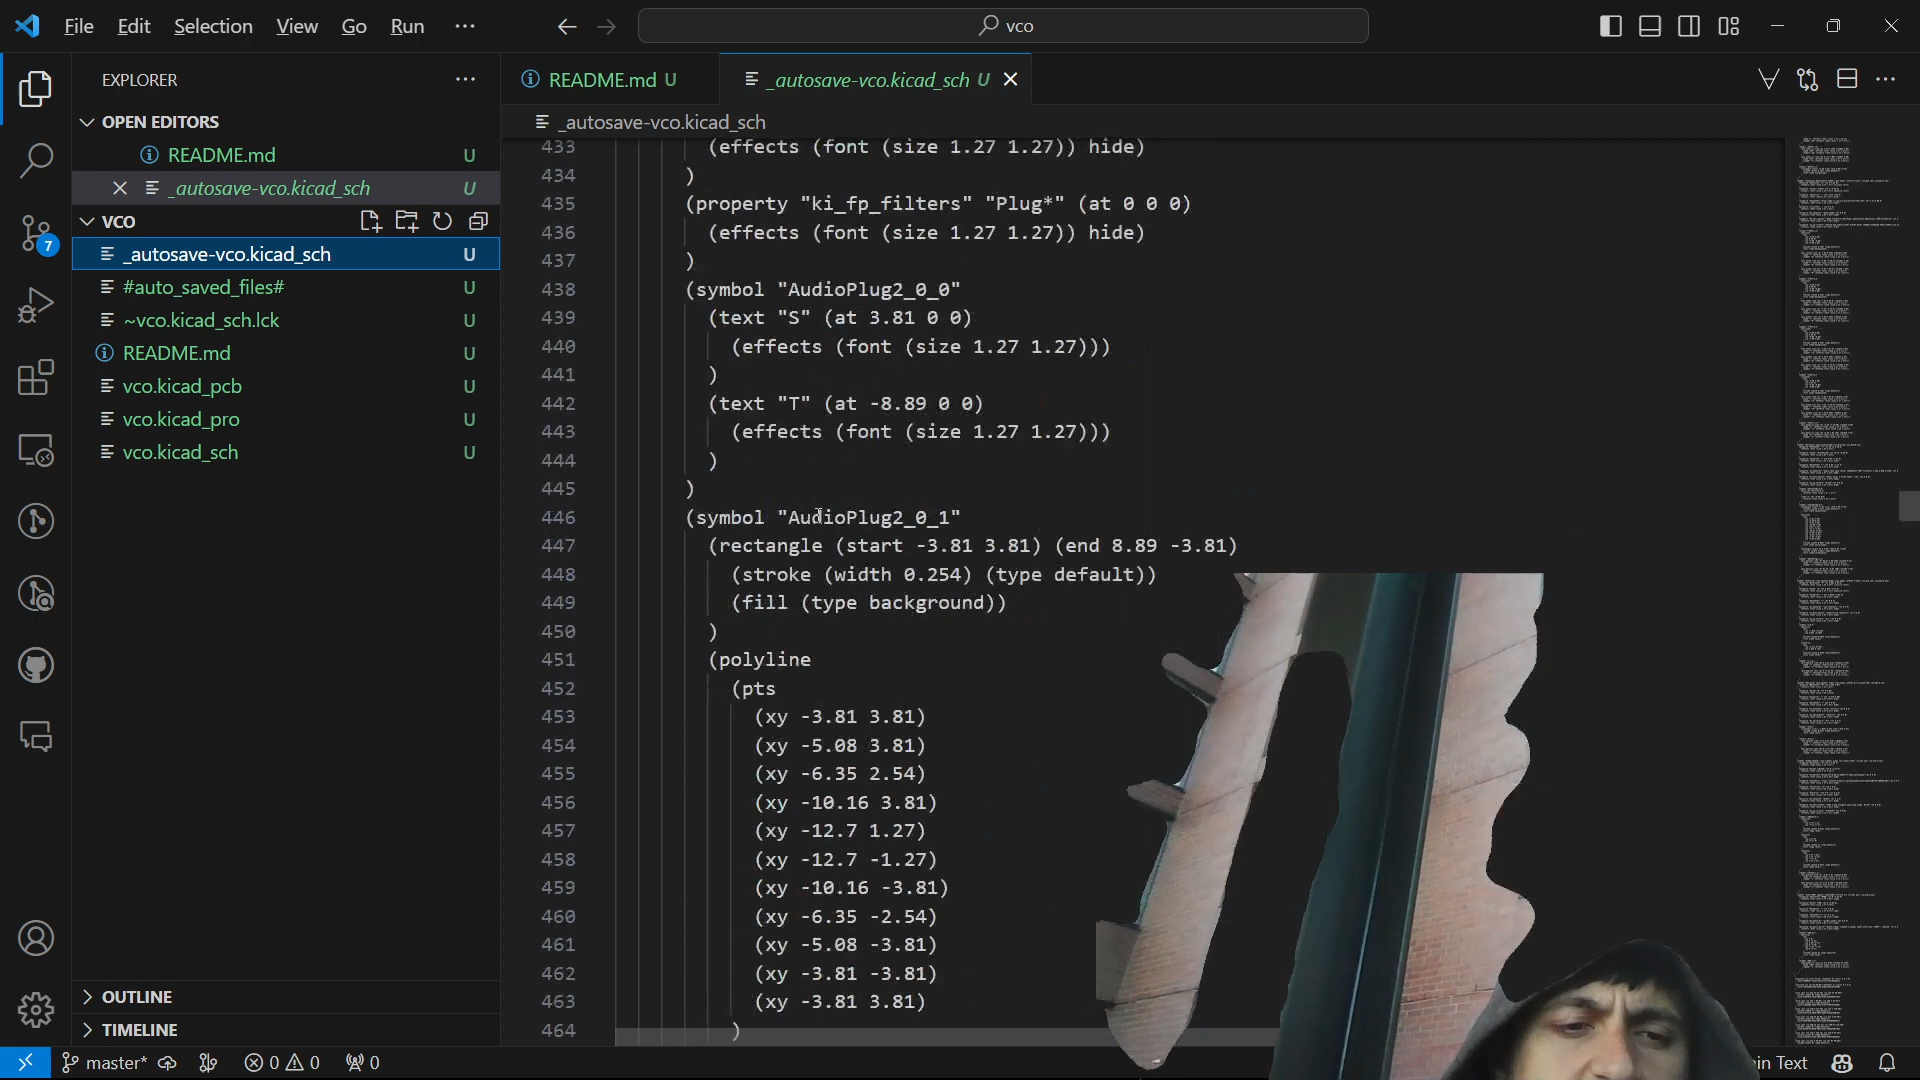 File Edit Selection View Go Run ···
vco
EXPLORER
OPEN EDITORS
README.md U
_autosave-vco.kicad_sch U
VCO
_autosave-vco.kicad_sch U
#auto_saved_files# U
~vco.kicad_sch.lck U
README.md U
vco.kicad_pcb U
vco.kicad_pro U
vco.kicad_sch U
7
OUTLINE
TIMELINE
README.md U
_autosave-vco.kicad_sch U
_autosave-vco.kicad_sch
433 (effects (font (size 1.27 1.27)) hide)
434 )
435 (property "ki_fp_filters" "Plug*" (at 0 0 0)
436 (effects (font (size 1.27 1.27)) hide)
437 )
438 (symbol "AudioPlug2_0_0"
439 (text "S" (at 3.81 0 0)
440 (effects (font (size 1.27 1.27)))
441 )
442 (text "T" (at -8.89 0 0)
443 (effects (font (size 1.27 1.27)))
444 )
445 )
446 (symbol "AudioPlug2_0_1"
447 (rectangle (start -3.81 3.81) (end 8.89 -3.81)
448 (stroke (width 0.254) (type default))
449 (fill (type background))
450 )
451 (polyline
452 (pts
453 (xy -3.81 3.81)
454 (xy -5.08 3.81)
455 (xy -6.35 2.54)
456 (xy -10.16 3.81)
457 (xy -12.7 1.27)
458 (xy -12.7 -1.27)
459 (xy -10.16 -3.81)
460 (xy -6.35 -2.54)
461 (xy -5.08 -3.81)
462 (xy -3.81 -3.81)
463 (xy -3.81 3.81)
464 )
master* 0 0 0 in Text